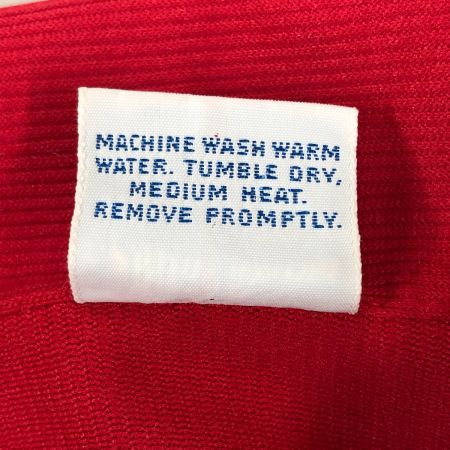 MACHINE WASH WARM
WATER. TUMBLE DRY,
MEDIUM HEAT.
REMOVE PROMPTLY.